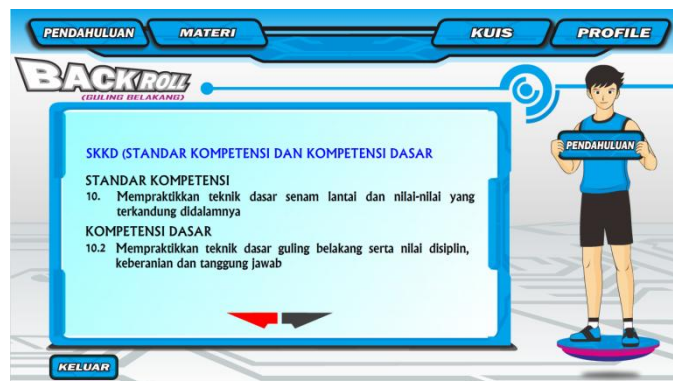 PENDAHULUAN MATERI KUIS PROFILE
BACKROLL
(GULING BELAKANG)
PENDAHULUAN
SKKD (STANDAR KOMPETENSI DAN KOMPETENSI DASAR
STANDAR KOMPETENSI
10. Mempraktikkan teknik dasar senam lantai dan nilai-nilai yang
terkandung didalamnya
KOMPETENSI DASAR
10.2 Mempraktikkan teknik dasar guling belakang serta nilai disiplin,
keberanian dan tanggung jawab
KELUAR